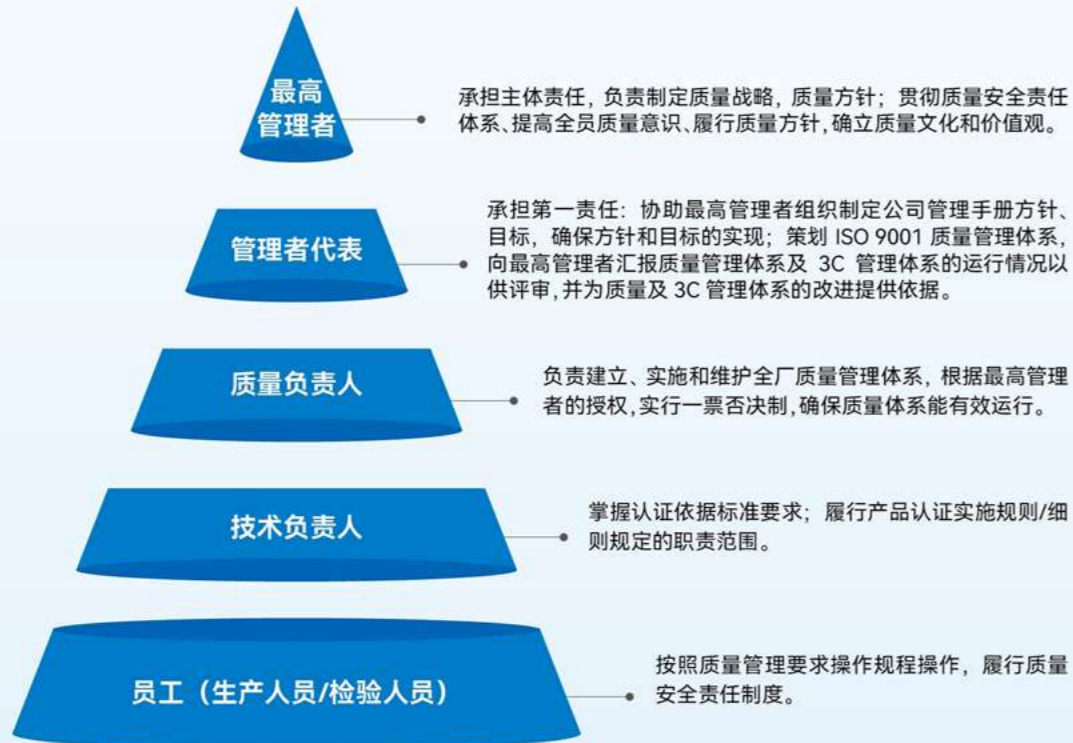 最高
管理者
承担主体责任，负责制定质量战略，质量方针；贯彻质量安全责任
体系、提高全员质量意识、履行质量方针，确立质量文化和价值观。
管理者代表
承担第一责任：协助最高管理者组织制定公司管理手册方针、
目标，确保方针和目标的实现；策划 ISO 9001 质量管理体系，
向最高管理者汇报质量管理体系及 3C 管理体系的运行情况以
供评审，并为质量及 3C 管理体系的改进提供依据。
质量负责人
负责建立、实施和维护全厂质量管理体系，根据最高管理
者的授权，实行一票否决制，确保质量体系能有效运行。
技术负责人
掌握认证依据标准要求；履行产品认证实施规则/细
则规定的职责范围。
员工（生产人员/检验人员）
按照质量管理要求操作规程操作，履行质量
安全责任制度。